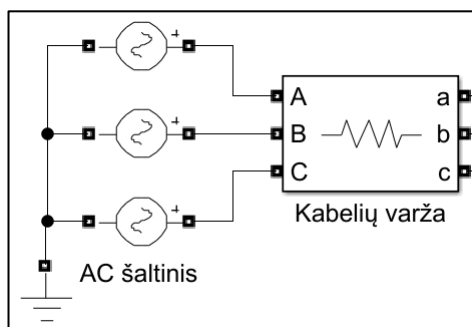 +
A a
+
B b
C c
+
Kabelių varža
AC šaltinis